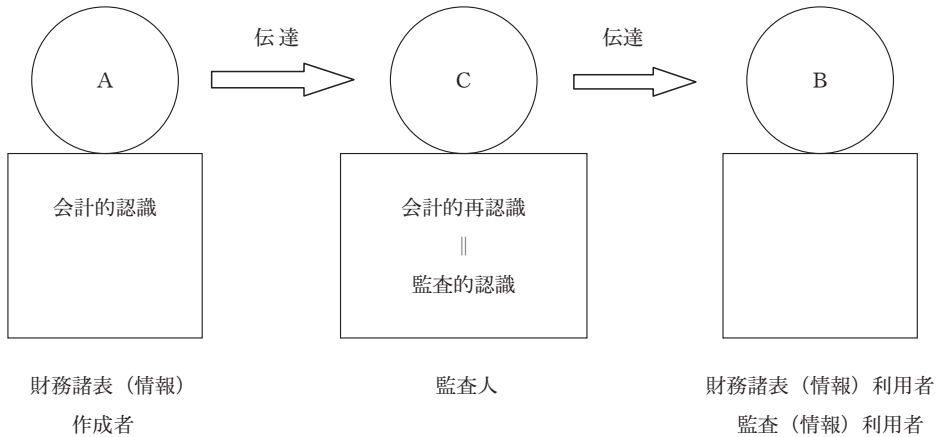 伝 達
伝達
A
C
B
会計的認識
会計的再認識
||
監査的認識
財務諸表（情報）
作成者
監査人
財務諸表（情報）利用者
監査（情報）利用者